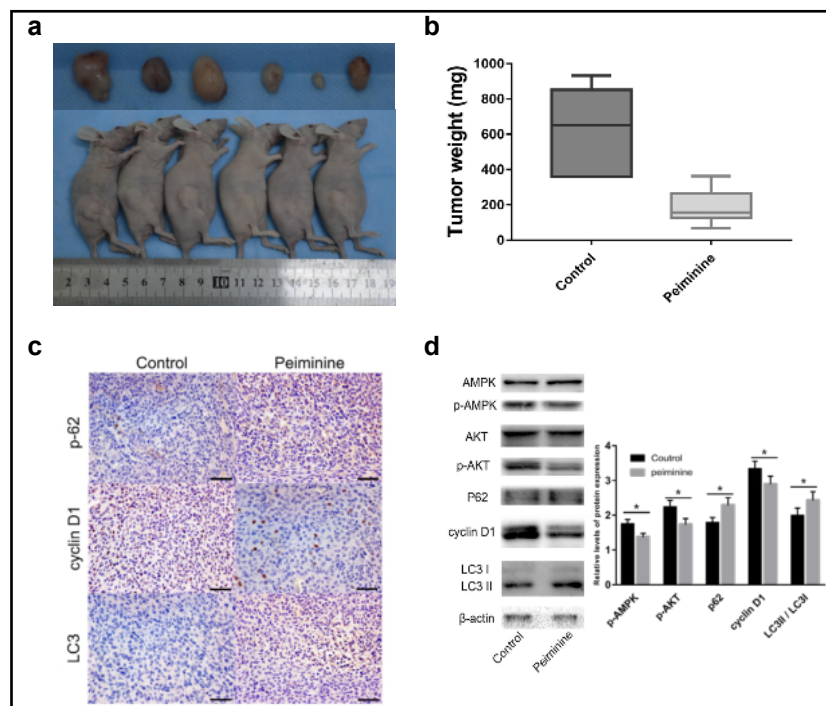 a
2 3 4 5 6 7 8 9 10 11 12 13 14 15 16 17 18 19
b
Tumor weight (mg)
1000
800
600
400
200
0
Control
Peiminine
c
Control Peiminine
p-62
cyclin D1
LC3
d
AMPK
p-AMPK
AKT
p-AKT
P62
cyclin D1
LC3 I
LC3 II
β-actin
Control
Peiminine
Relative levels of protein expression
4
3
2
1
0
Control
peiminine
* * * * *
p-AMPK
p-AKT
p62
cyclin D1
LC3II / LC3I